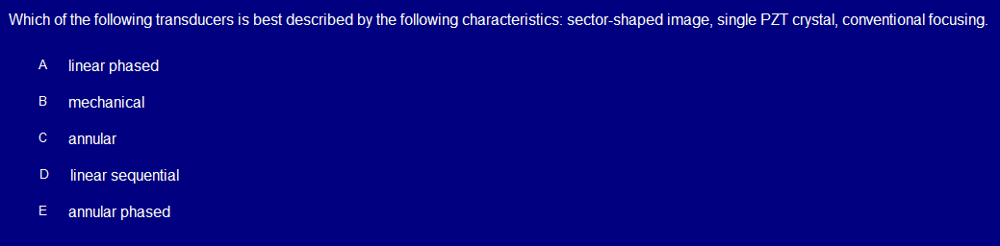 Which of the following transducers is best described by the following characteristics: sector-shaped image, single PZT crystal, conventional focusing.
A linear phased
B mechanical
C annular
D linear sequential
E annular phased